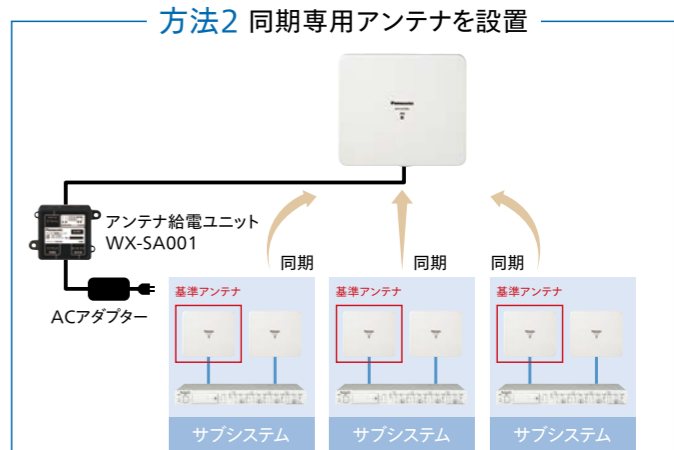 方法2 同期専用アンテナを設置
Panasonic
アンテナ給電ユニット
WX-SA001
ACアダプター
同期
同期
同期
基準アンテナ
基準アンテナ
基準アンテナ
サブシステム
サブシステム
サブシステム